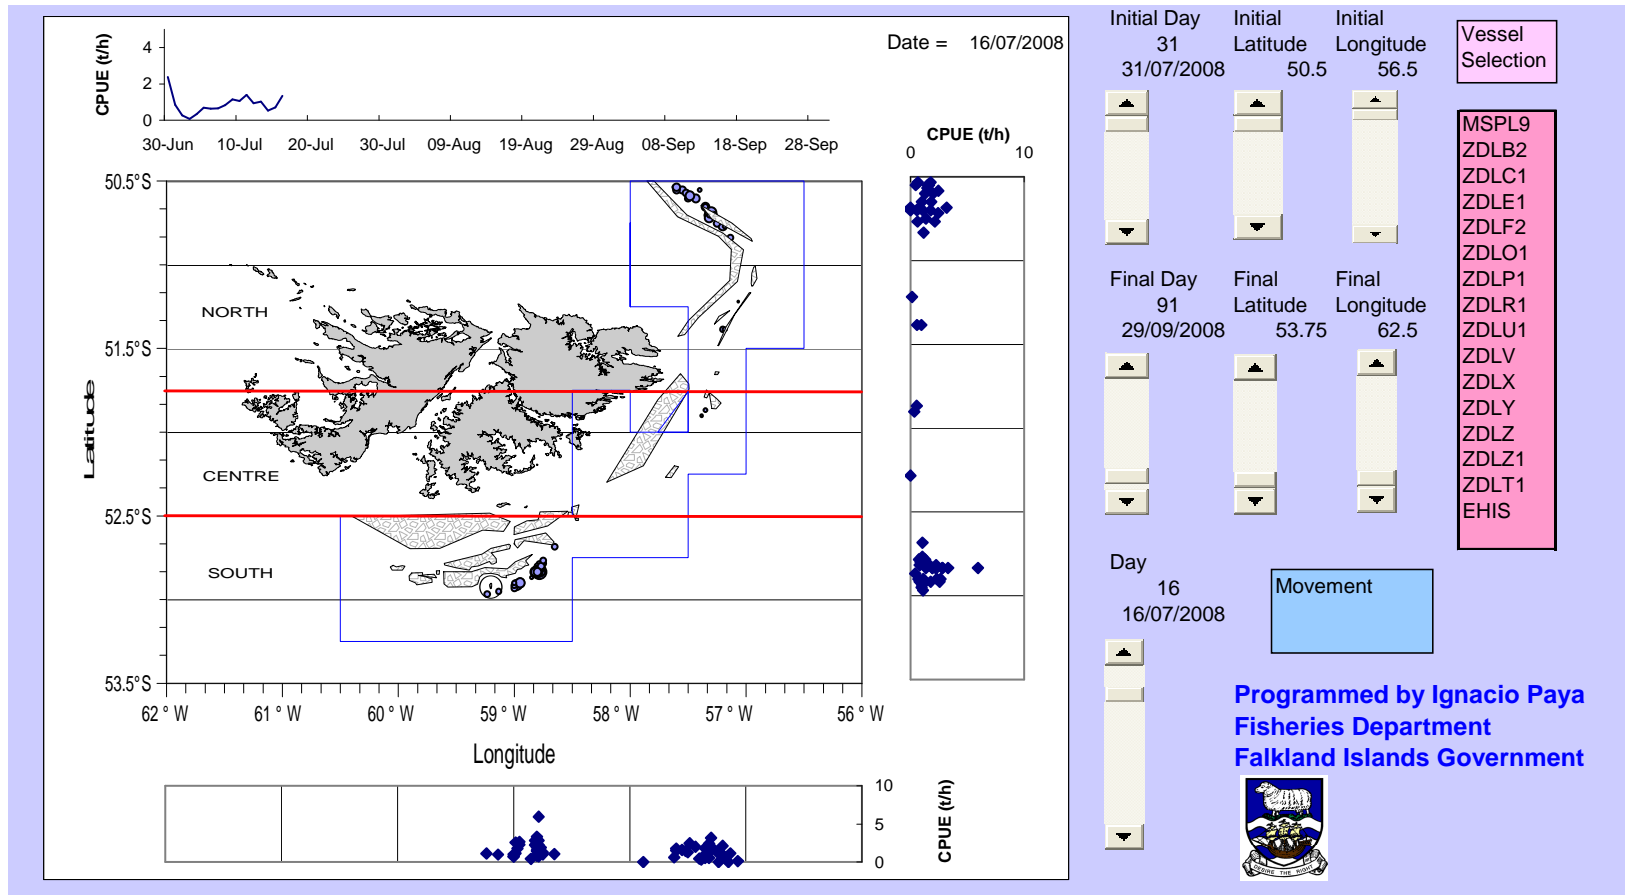 CPUE (t/h)
4
2
0
30-Jun 10-Jul 20-Jul 30-Jul 09-Aug 19-Aug 29-Aug 08-Sep 18-Sep 28-Sep
Date = 16/07/2008
CPUE (t/h)
0 10
Latitude
50.5°S
51.5°S
52.5°S
53.5°S
NORTH
CENTRE
SOUTH
62 ° W 61 ° W 60 ° W 59 ° W 58 ° W 57 ° W 56 ° W
Longitude
10
5
0
CPUE (t/h)
Initial Day
31
31/07/2008
Initial
Latitude
50.5
Initial
Longitude
56.5
Vessel
Selection
MSPL9
ZDLB2
ZDLC1
ZDLE1
ZDLF2
ZDLO1
ZDLP1
ZDLR1
ZDLU1
ZDLV
ZDLX
ZDLY
ZDLZ
ZDLZ1
ZDLT1
EHIS
Final Day
91
29/09/2008
Final
Latitude
53.75
Final
Longitude
62.5
Day
16
16/07/2008
Movement
Programmed by Ignacio Paya
Fisheries Department
Falkland Islands Government
DESIRE THE RIGHT